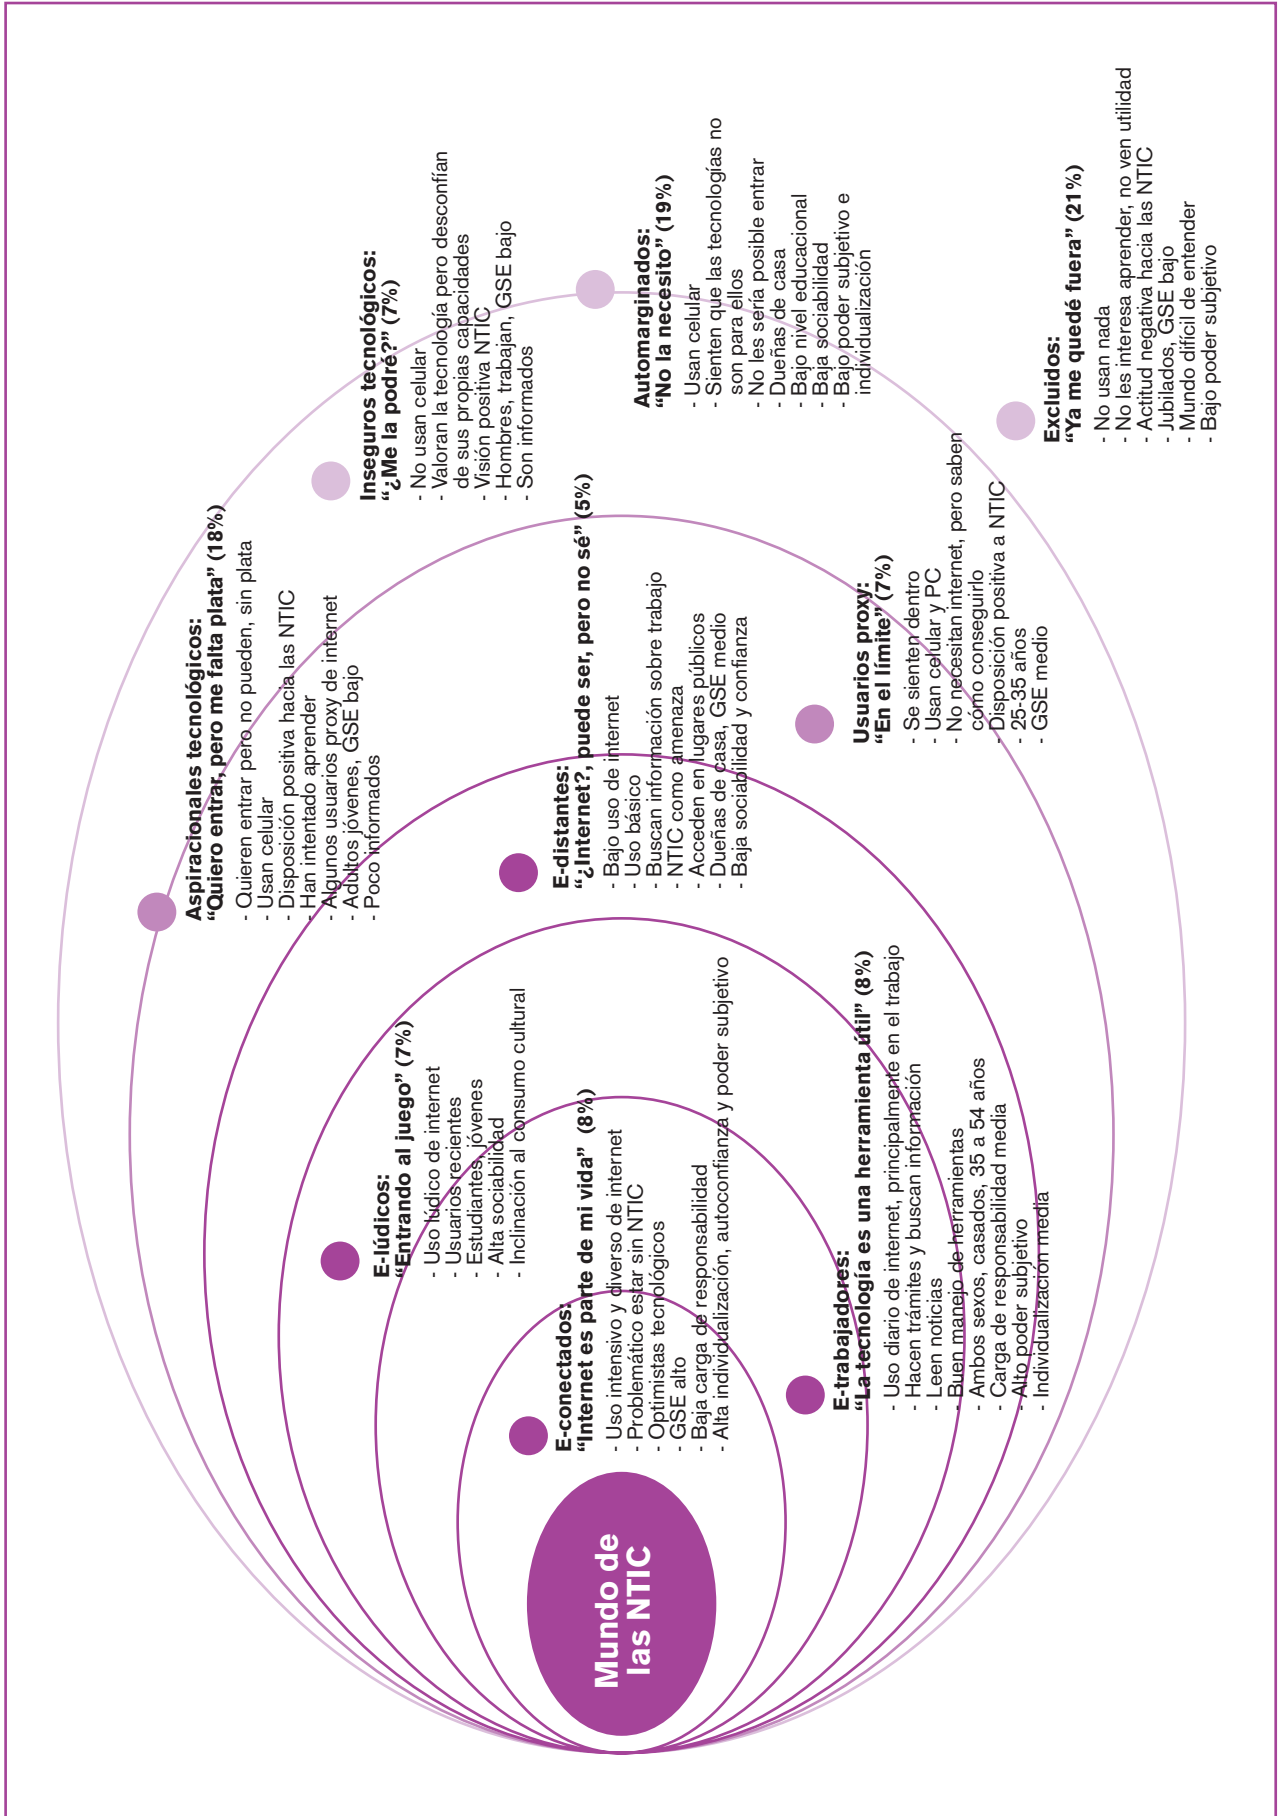 Mundo de
las NTIC
E-conectados:
“Internet es parte de mi vida” (8%)
- Uso intensivo y diverso de internet
- Problemático estar sin NTIC
- Optimistas tecnológicos
- GSE alto
- Baja carga de responsabilidad
- Alta individualización, autoconfianza y poder subjetivo
E-trabajadores:
“La tecnología es una herramienta útil” (8%)
- Uso diario de internet, principalmente en el trabajo
- Hacen trámites y buscan información
- Leen noticias
- Buen manejo de herramientas
- Ambos sexos, casados, 35 a 54 años
- Carga de responsabilidad media
- Alto poder subjetivo
- Individualización media
E-lúdicos:
“Entrando al juego” (7%)
- Uso lúdico de internet
- Usuarios recientes
- Estudiantes, jóvenes
- Alta sociabilidad
- Inclinación al consumo cultural
E-distantes:
“¿Internet?, puede ser, pero no sé” (5%)
- Bajo uso de internet
- Uso básico
- Buscan información sobre trabajo
- NTIC como amenaza
- Acceden en lugares públicos
- Dueñas de casa, GSE medio
- Baja sociabilidad y confianza
Usuarios proxy:
“En el límite” (7%)
- Se sienten dentro
- Usan celular y PC
- No necesitan internet, pero saben
cómo conseguirlo
- Disposición positiva a NTIC
- 25-35 años
- GSE medio
Aspiracionales tecnológicos:
“Quiero entrar, pero me falta plata” (18%)
- Quieren entrar pero no pueden, sin plata
- Usan celular
- Disposición positiva hacia las NTIC
- Han intentado aprender
- Algunos usuarios proxy de internet
- Adultos jóvenes, GSE bajo
- Poco informados
Inseguros tecnológicos:
“¿Me la podré?” (7%)
- No usan celular
- Valoran la tecnología pero desconfían
de sus propias capacidades
- Visión positiva NTIC
- Hombres, trabajan, GSE bajo
- Son informados
Automarginados:
“No la necesito” (19%)
- Usan celular
- Sienten que las tecnologías no
son para ellos
- No les sería posible entrar
- Dueñas de casa
- Bajo nivel educacional
- Baja sociabilidad
- Bajo poder subjetivo e
individualización
Excluidos:
“Ya me quedé fuera” (21%)
- No usan nada
- No les interesa aprender, no ven utilidad
- Actitud negativa hacia las NTIC
- Jubilados, GSE bajo
- Mundo difícil de entender
- Bajo poder subjetivo